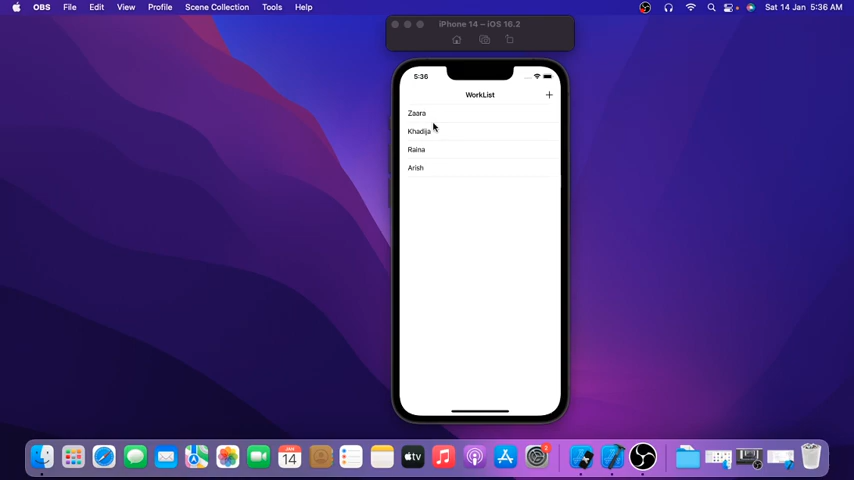 OBS File Edit View Profile Scene Collection Tools Help Sat 14 Jan 5:36 AM
iPhone 14 – iOS 16.2
5:36
WorkList +
Zaara
Khadija
Raina
Arish
JAN
14
tv